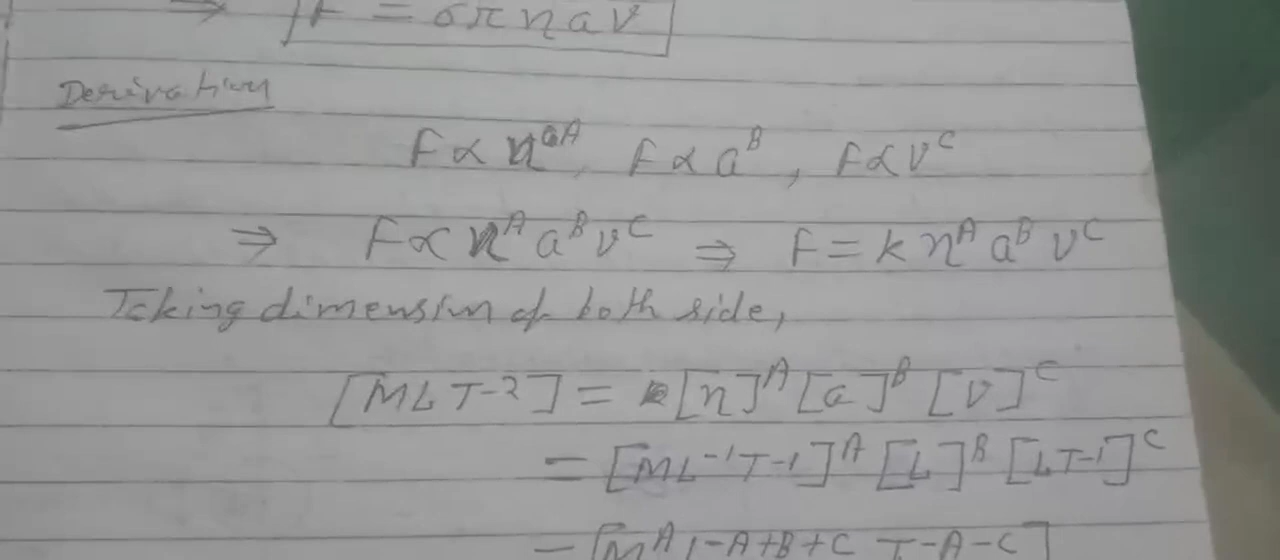 ⇒ F = 6πηav
Derivation
F ∝ η^A, F ∝ a^B, F ∝ v^C
⇒ F ∝ η^A a^B v^C ⇒ F = k η^A a^B v^C
Taking dimension of both side,
[MLT-2] = [η]^A [a]^B [v]^C
= [ML^-1T-1]^A [L]^B [LT-1]^C
= [M^A L^-A+B+C T^-A-C]